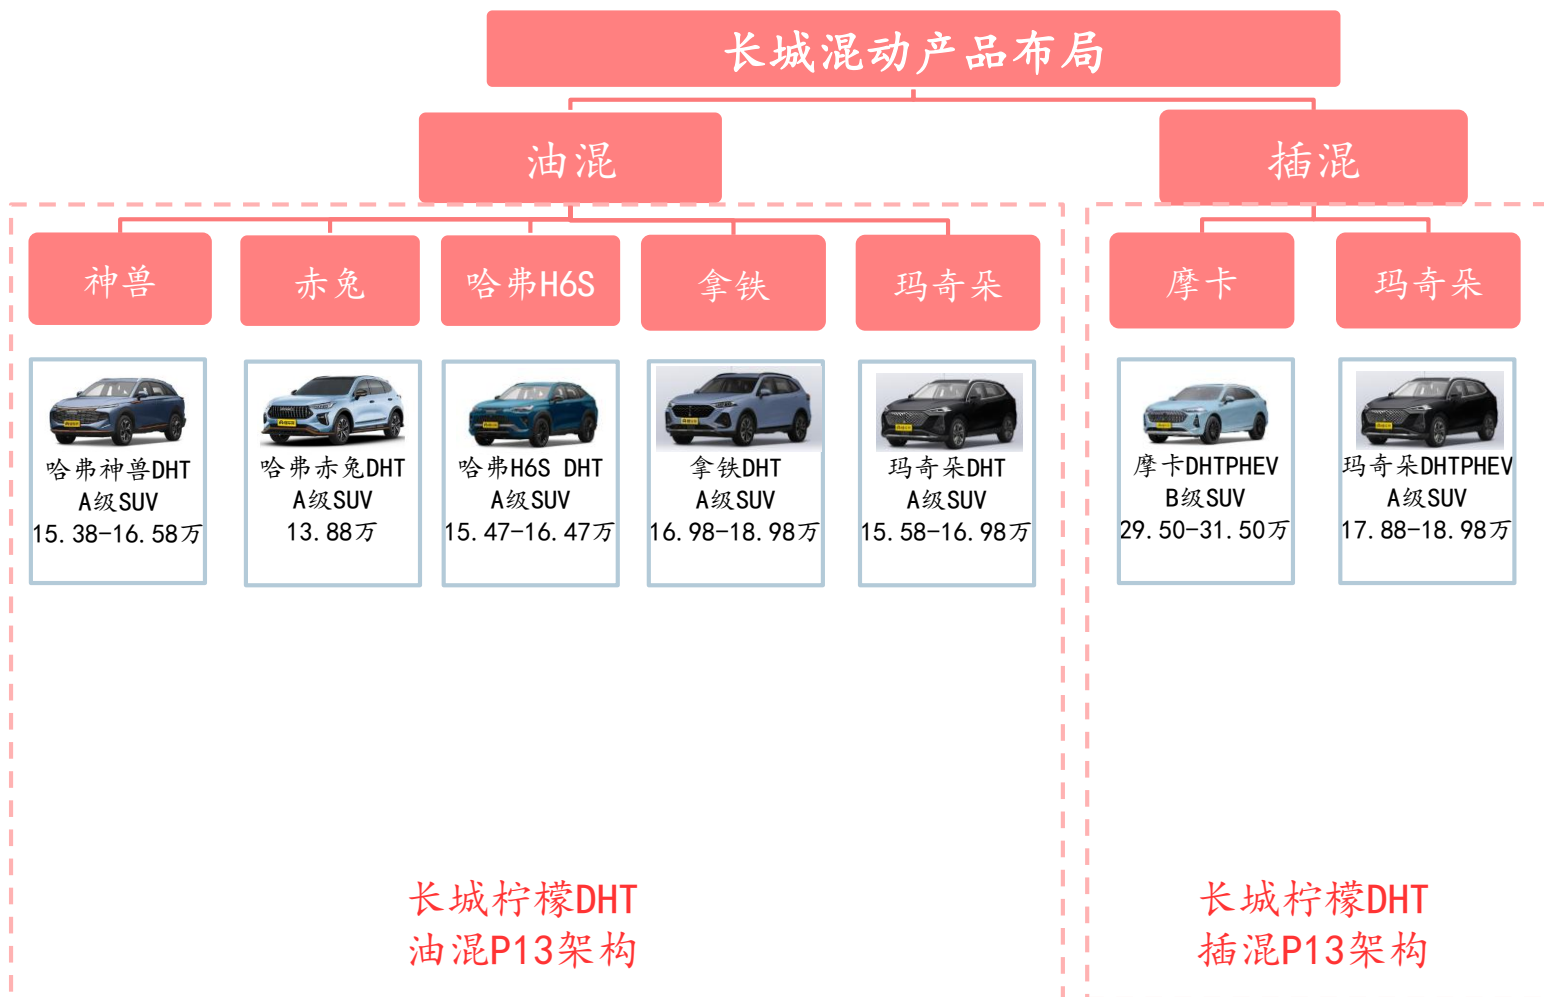 长城混动产品布局
油混
插混
神兽
赤兔
哈弗H6S
拿铁
玛奇朵
摩卡
玛奇朵
哈弗神兽DHT
A级SUV
15.38-16.58万
哈弗赤兔DHT
A级SUV
13.88万
哈弗H6S DHT
A级SUV
15.47-16.47万
拿铁DHT
A级SUV
16.98-18.98万
玛奇朵DHT
A级SUV
15.58-16.98万
摩卡DHTPHEV
B级SUV
29.50-31.50万
玛奇朵DHTPHEV
A级SUV
17.88-18.98万
长城柠檬DHT
油混P13架构
长城柠檬DHT
插混P13架构